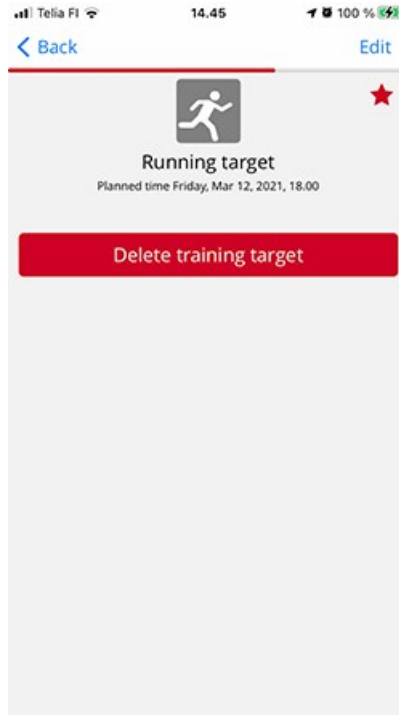 Telia FI 14.45 100 %
Back Edit
Running target
Planned time Friday, Mar 12, 2021, 18.00
Delete training target